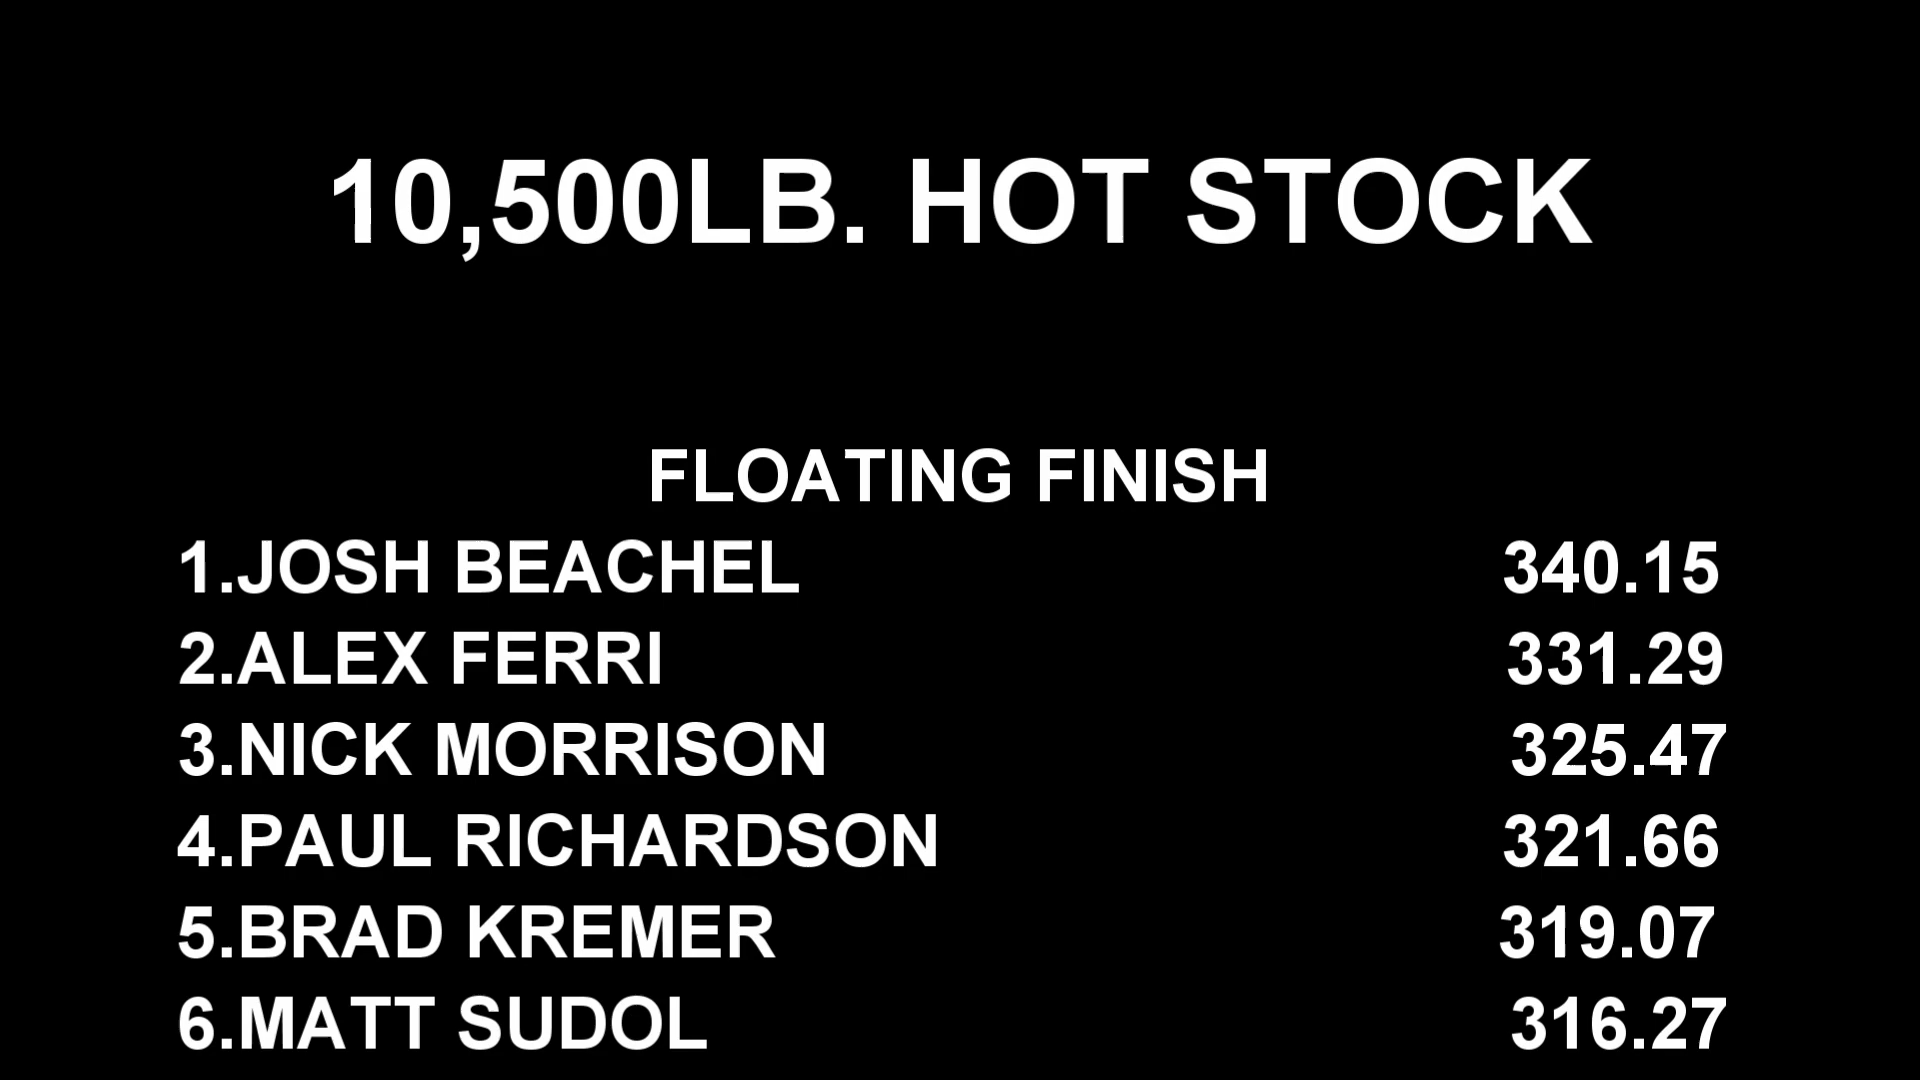 10,500LB. HOT STOCK
FLOATING FINISH
1.JOSH BEACHEL 340.15
2.ALEX FERRI 331.29
3.NICK MORRISON 325.47
4.PAUL RICHARDSON 321.66
5.BRAD KREMER 319.07
6.MATT SUDOL 316.27